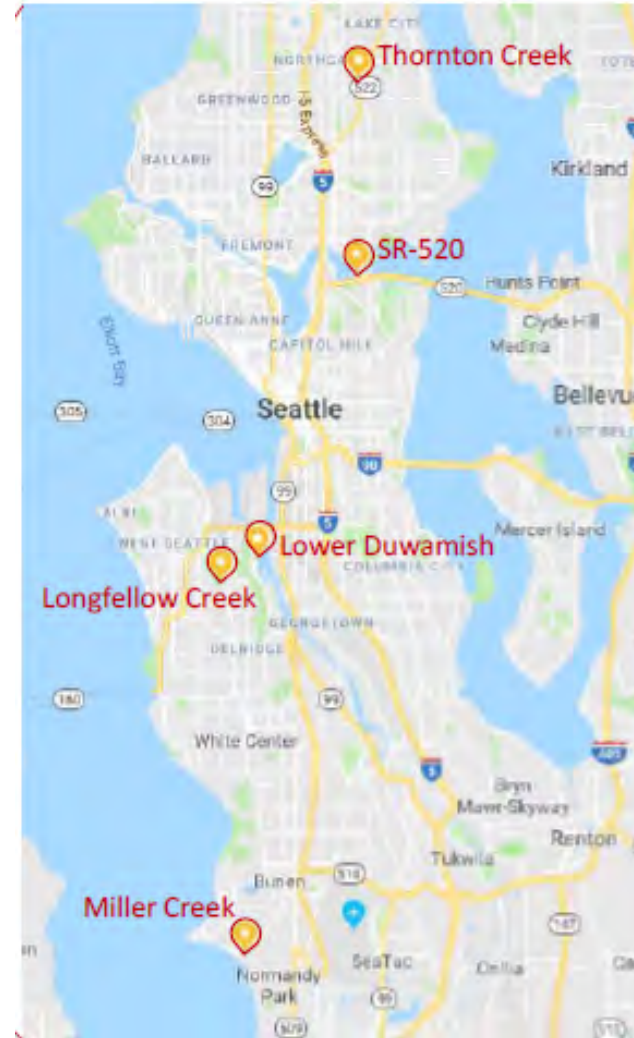 LAKE CITY
Thornton Creek
522
GREENWOOD
I-5 Express
BALLARD
Kirkland
99
5
FREMONT
SR-520
520
Hunts Point
QUEEN ANNE
Clyde Hill
CAPITOL HILL
Medina
Elliott Bay
Bellevu
305
304
Seattle
90
99
ALKI
5
Mercer Island
WEST SEATTLE
Lower Duwamish
COLUMBIA CITY
Longfellow Creek
GEORGETOWN
DELRIDGE
160
99
White Center
405
5
Bryn
Mawr-Skyway
Renton
Tukwila
Burien
518
Miller Creek
167
SeaTac
Normandy
Park
99
509
515